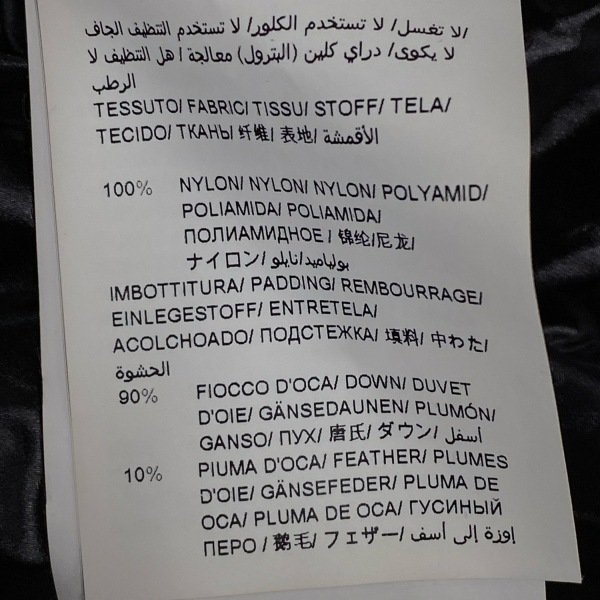 /لا تغسل/ لا تستخدم الكلور/ لا تستخدم التنظيف الجاف
لا يكوى/ دراي كلين (البترول) معالجة / هل التنظيف لا
الرطب
TESSUTO/ FABRIC/ TISSU/ STOFF/ TELA/
TECIDO/ ТКАНЬ/ 纤维/ 表地/ الأقمشة
100% NYLON/ NYLON/ NYLON/ POLYAMID/
POLIAMIDA/ POLIAMIDA/
ПОЛИАМИДНОЕ / 锦纶/尼龙/
ナイロン/ بولياميد/نايلو
IMBOTTITURA/ PADDING/ REMBOURRAGE/
EINLEGESTOFF/ ENTRETELA/
ACOLCHOADO/ ПОДСТЕЖКА/ 填料/ 中わた/
الحشوة
90% FIOCCO D'OCA/ DOWN/ DUVET
D'OIE/ GÄNSEDAUNEN/ PLUMÓN/
GANSO/ ПУХ/ 唐氏/ ダウン/ أسفل
10% PIUMA D'OCA/ FEATHER/ PLUMES
D'OIE/ GÄNSEFEDER/ PLUMA DE
OCA/ PLUMA DE OCA/ ГУСИНЫЙ
ПЕРО / 鹅毛/ フェザー/ إوزة إلى أسف